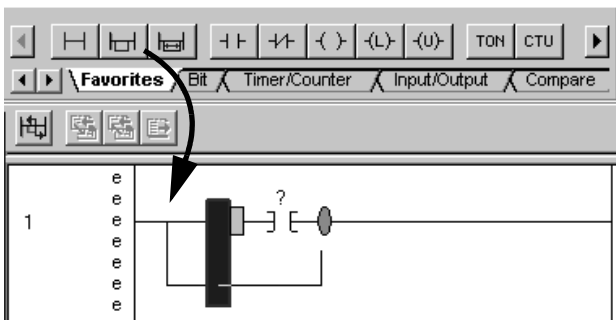 (L) (U) TON CTU
Favorites Bit Timer/Counter Input/Output Compare
e
e
?
e
1 e
e
e
e